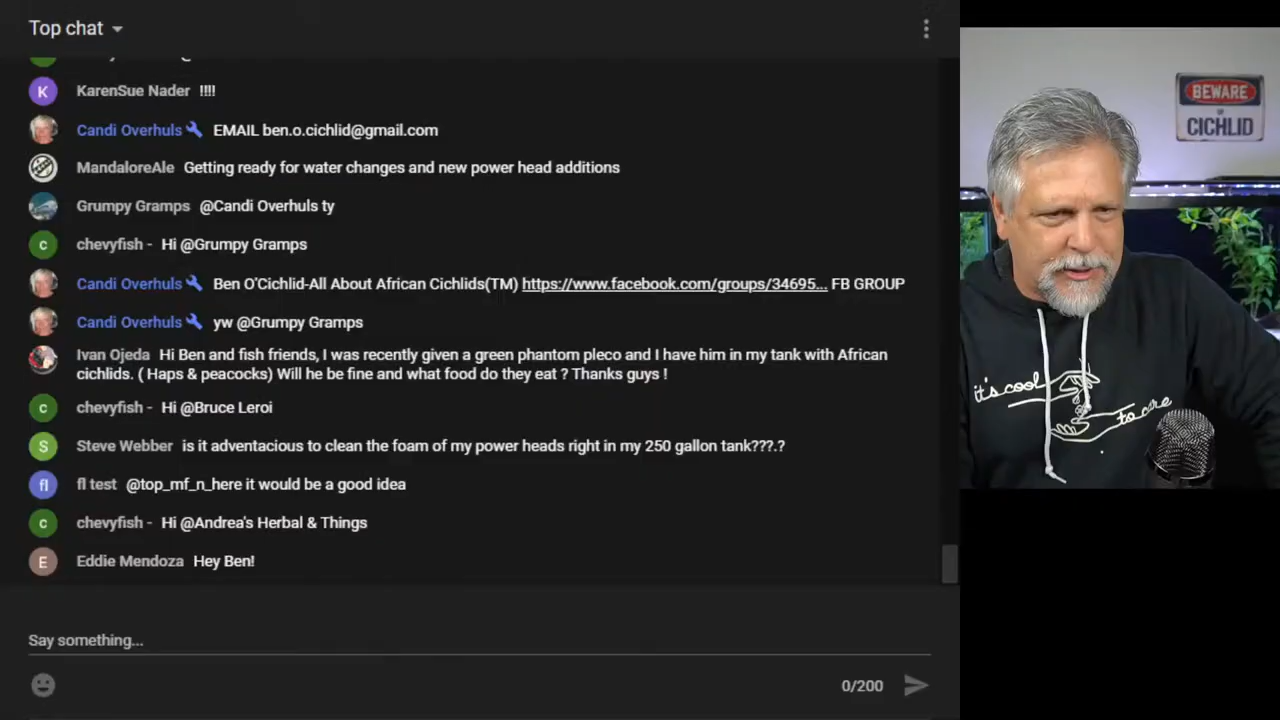 Top chat
K KarenSue Nader !!!!
Candi Overhuls EMAIL ben.o.cichlid@gmail.com
MandaloreAle Getting ready for water changes and new power head additions
Grumpy Gramps @Candi Overhuls ty
c chevyfish - Hi @Grumpy Gramps
Candi Overhuls Ben O'Cichlid-All About African Cichlids(TM) https://www.facebook.com/groups/34695... FB GROUP
Candi Overhuls yw @Grumpy Gramps
Ivan Ojeda Hi Ben and fish friends, I was recently given a green phantom pleco and I have him in my tank with African
cichlids. ( Haps & peacocks) Will he be fine and what food do they eat ? Thanks guys !
c chevyfish - Hi @Bruce Leroi
S Steve Webber is it adventacious to clean the foam of my power heads right in my 250 gallon tank???.?
fl fl test @top_mf_n_here it would be a good idea
c chevyfish - Hi @Andrea's Herbal & Things
E Eddie Mendoza Hey Ben!
Say something...
0/200
BEWARE
OF
CICHLID
it's cool
to care